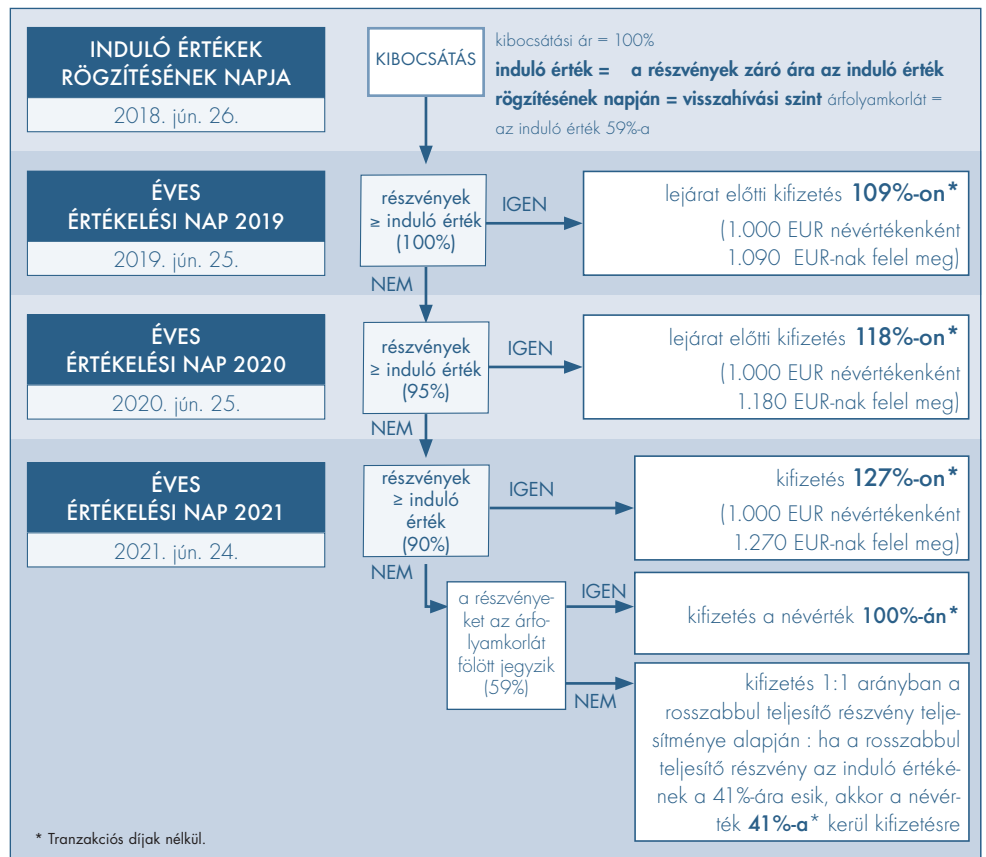 INDULÓ ÉRTÉKEK
RÖGZÍTÉSÉNEK NAPJA
2018. jún. 26.
KIBOCSÁTÁS
kibocsátási ár = 100%
induló érték = a részvények záró ára az induló érték
rögzítésének napján = visszahívási szint árfolyamkorlát =
az induló érték 59%-a
ÉVES
ÉRTÉKELÉSI NAP 2019
2019. jún. 25.
részvények
≥ induló érték
(100%)
IGEN
lejárat előtti kifizetés 109%-on*
(1.000 EUR névértékenként
1.090 EUR-nak felel meg)
NEM
ÉVES
ÉRTÉKELÉSI NAP 2020
2020. jún. 25.
részvények
≥ induló érték
(95%)
IGEN
lejárat előtti kifizetés 118%-on*
(1.000 EUR névértékenként
1.180 EUR-nak felel meg)
NEM
ÉVES
ÉRTÉKELÉSI NAP 2021
2021. jún. 24.
részvények
≥ induló
érték
(90%)
IGEN
kifizetés 127%-on*
(1.000 EUR névértékenként
1.270 EUR-nak felel meg)
NEM
a részvénye-
ket az árfo-
lyamkorlát
fölött jegyzik
(59%)
IGEN
kifizetés a névérték 100%-án*
NEM
kifizetés 1:1 arányban a
rosszabbul teljesítő részvény telje-
sítménye alapján : ha a rosszabbul
teljesítő részvény az induló értéké-
nek a 41%-ára esik, akkor a névér-
ték 41%-a* kerül kifizetésre
* Tranzakciós díjak nélkül.